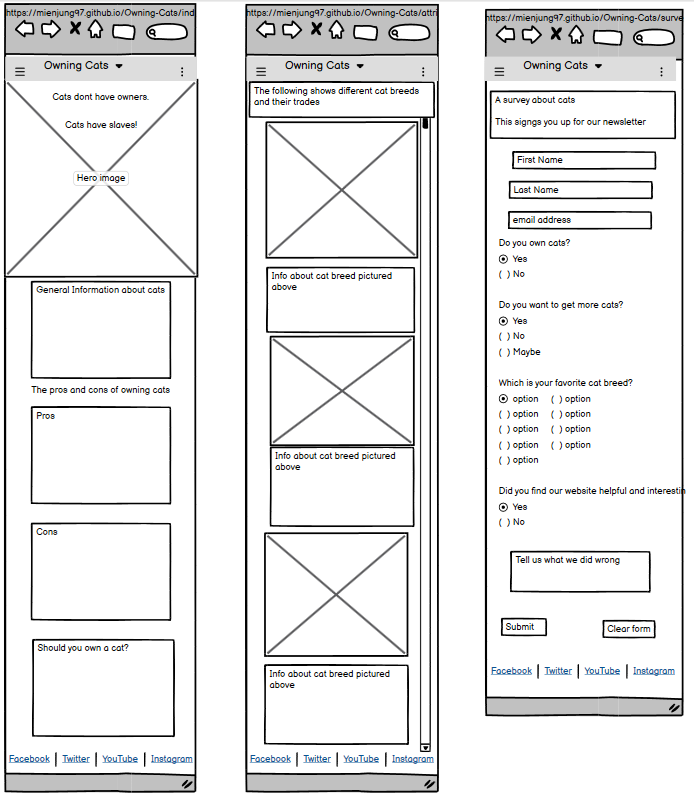 https://mienjung97.github.io/Owning-Cats/ind
Owning Cats
Cats dont have owners.
Cats have slaves!
Hero image
General Information about cats
The pros and cons of owning cats
Pros
Cons
Should you own a cat?
Facebook | Twitter | YouTube | Instagram
https://mienjung97.github.io/Owning-Cats/attri
Owning Cats
The following shows different cat breeds
and their trades
Info about cat breed pictured
above
Info about cat breed pictured
above
Info about cat breed pictured
above
Facebook | Twitter | YouTube | Instagram
https://mienjung97.github.io/Owning-Cats/surve
Owning Cats
A survey about cats
This signgs you up for our newsletter
First Name
Last Name
email address
Do you own cats?
Yes
( ) No
Do you want to get more cats?
Yes
( ) No
( ) Maybe
Which is your favorite cat breed?
option ( ) option
( ) option ( ) option
( ) option ( ) option
( ) option ( ) option
( ) option
Did you find our website helpful and interestin
Yes
( ) No
Tell us what we did wrong
Submit Clear form
Facebook | Twitter | YouTube | Instagram